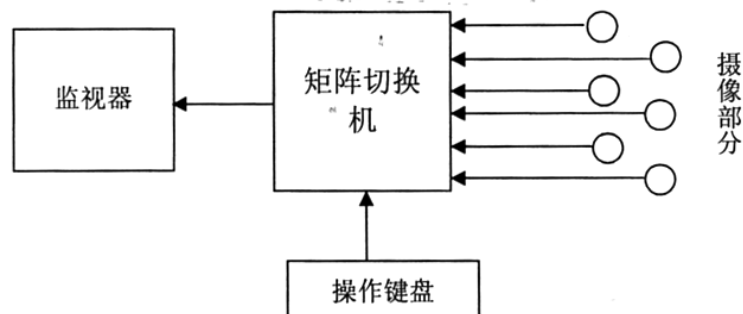 监视器
矩阵切换
机
摄像部分
操作键盘